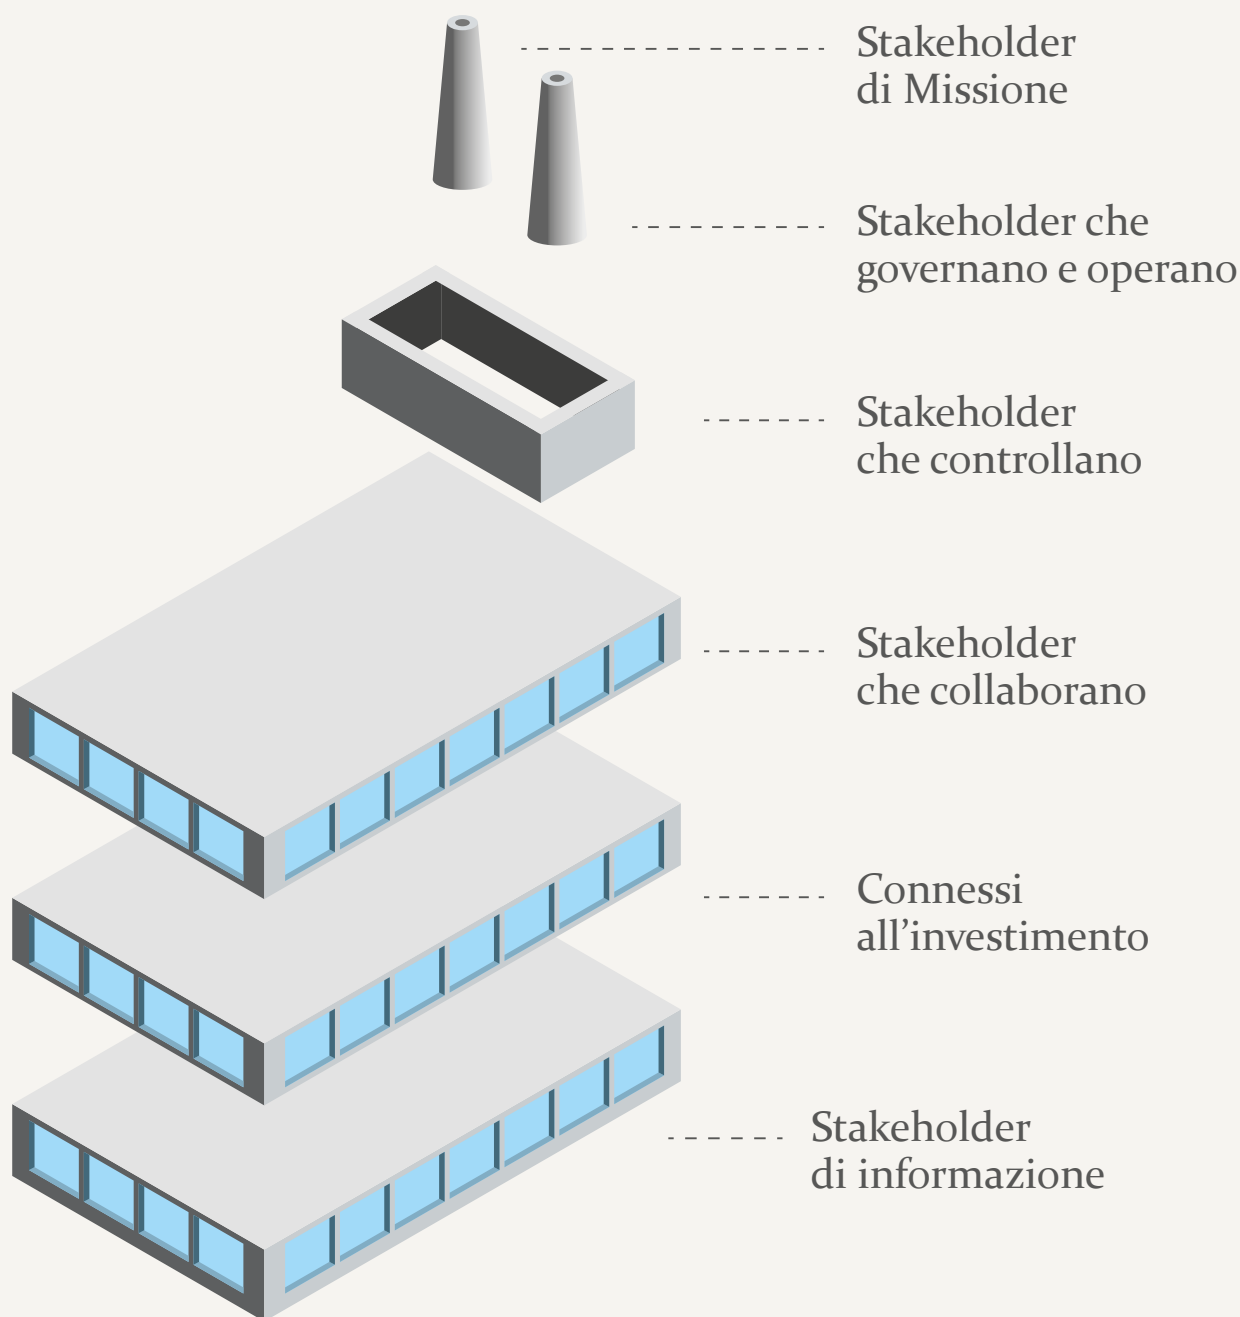 Stakeholder
di Missione
Stakeholder che
governano e operano
Stakeholder
che controllano
Stakeholder
che collaborano
Connessi
all’investimento
Stakeholder
di informazione